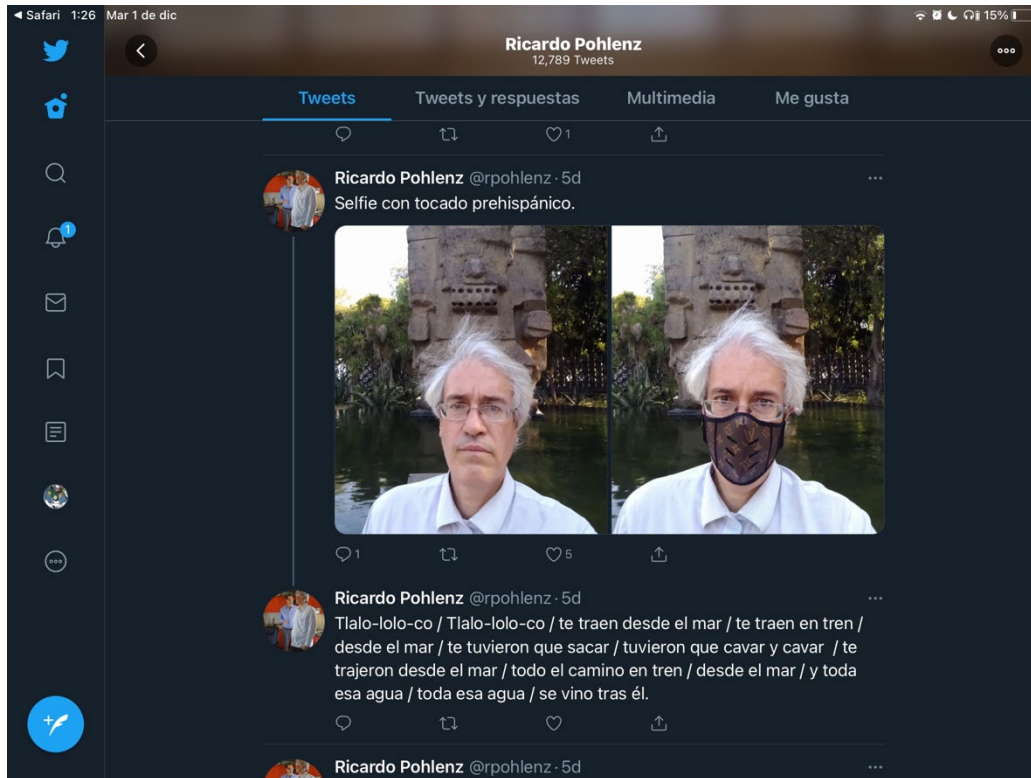 Safari 1:26 Mar 1 de dic 15%
Ricardo Pohlenz
12,789 Tweets
Tweets Tweets y respuestas Multimedia Me gusta
1
Ricardo Pohlenz @rpohlenz · 5d
Selfie con tocado prehispánico.
1 5
1
Ricardo Pohlenz @rpohlenz · 5d
Tlalo-lolo-co / Tlalo-lolo-co / te traen desde el mar / te traen en tren /
desde el mar / te tuvieron que sacar / tuvieron que cavar y cavar / te
trajeron desde el mar / todo el camino en tren / desde el mar / y toda
esa agua / toda esa agua / se vino tras él.
Ricardo Pohlenz @rpohlenz · 5d